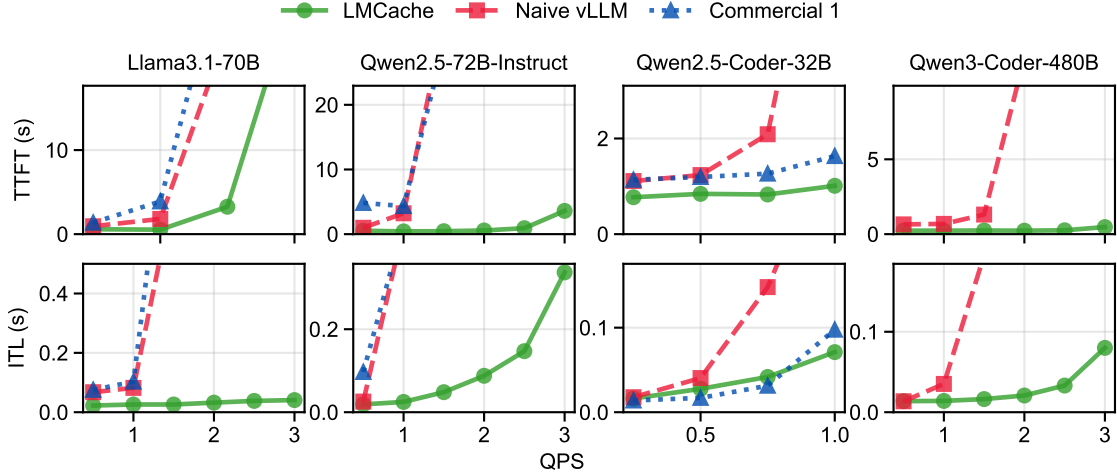 LMCache Naive vLLM Commercial 1
Llama3.1-70B Qwen2.5-72B-Instruct Qwen2.5-Coder-32B Qwen3-Coder-480B
TTFT (s)
10
0
20
10
0
2
0
5
0
1 2 3
ITL (s)
0.4
0.2
0.0
0.2
0.0
0.1
0.0
0.1
0.0
1 2 3
1 2 3
0.5 1.0
1 2 3
QPS